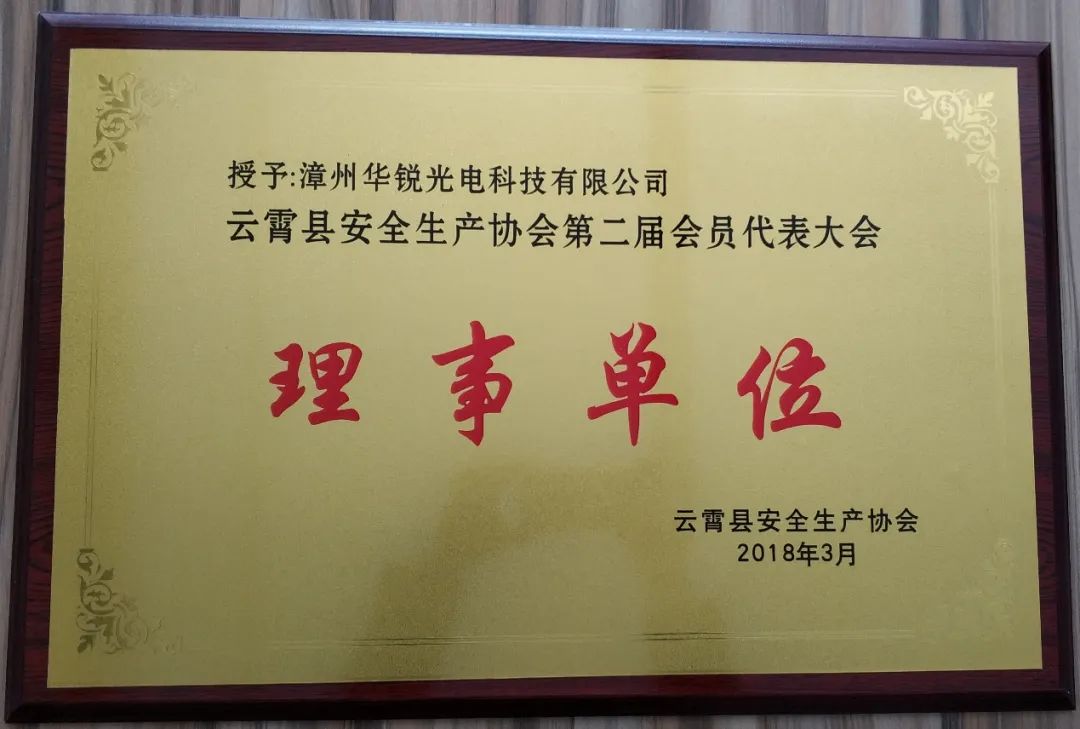 授予:漳州华锐光电科技有限公司
云霄县安全生产协会第二届会员代表大会
理事单位
云霄县安全生产协会
2018年3月